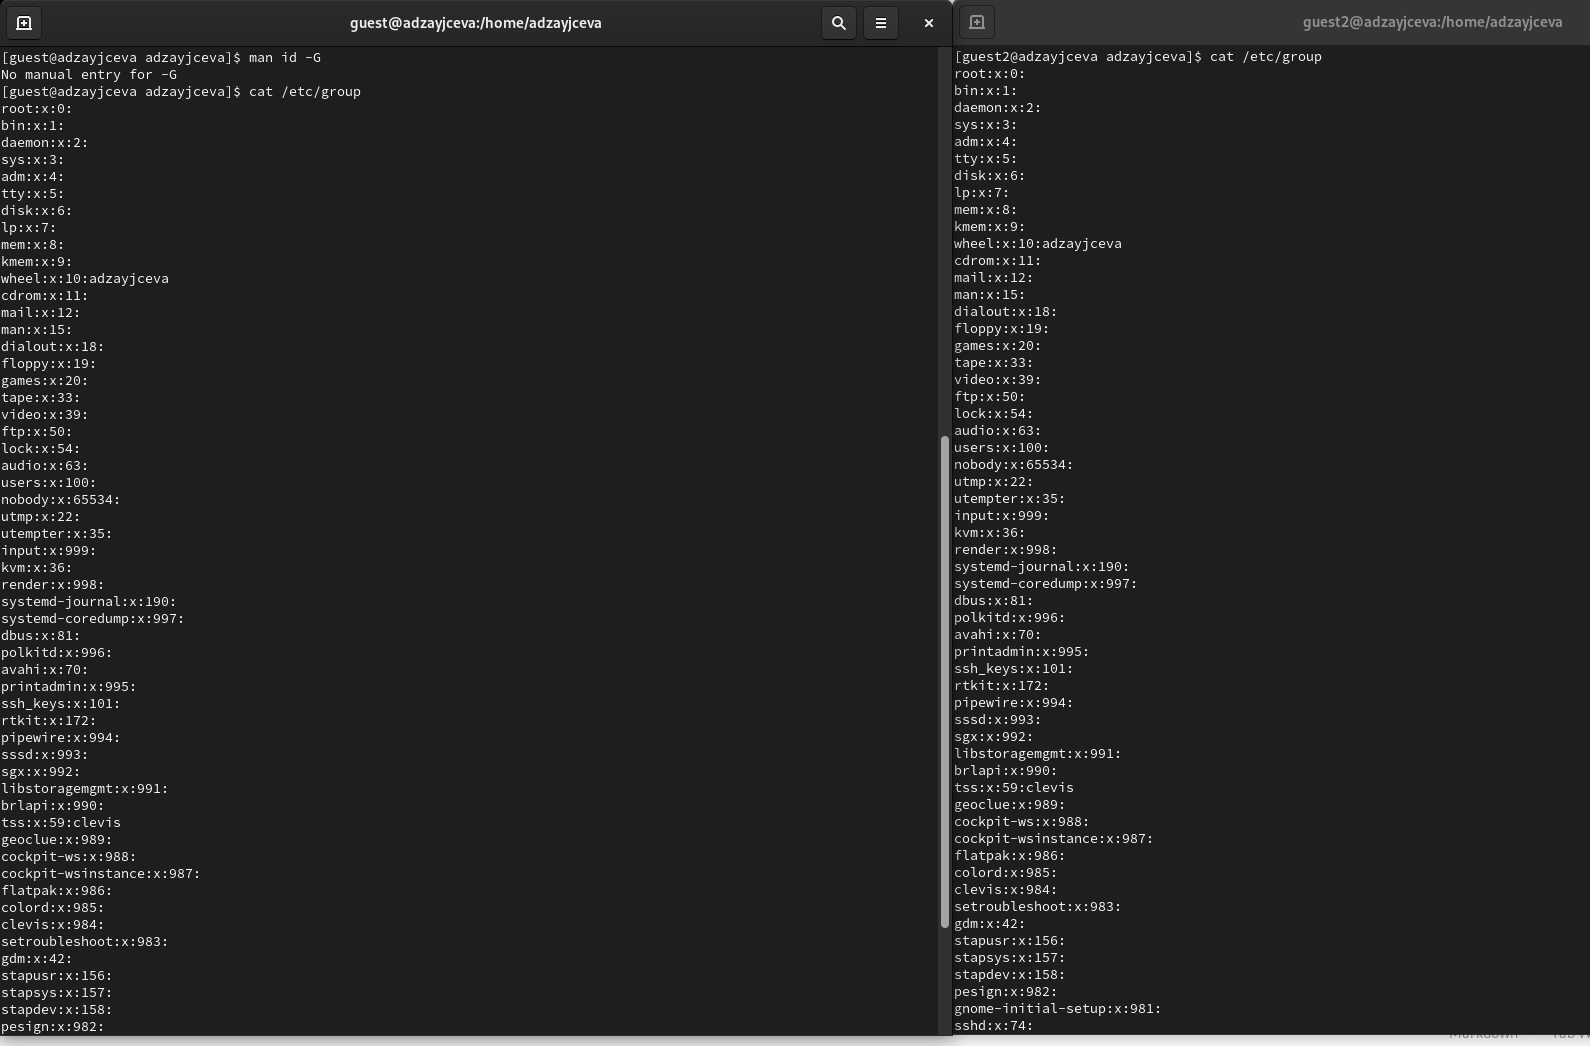 guest@adzayjceva:/home/adzayjceva
[guest@adzayjceva adzayjceva]$ man id -G
No manual entry for -G
[guest@adzayjceva adzayjceva]$ cat /etc/group
root:x:0:
bin:x:1:
daemon:x:2:
sys:x:3:
adm:x:4:
tty:x:5:
disk:x:6:
lp:x:7:
mem:x:8:
kmem:x:9:
wheel:x:10:adzayjceva
cdrom:x:11:
mail:x:12:
man:x:15:
dialout:x:18:
floppy:x:19:
games:x:20:
tape:x:33:
video:x:39:
ftp:x:50:
lock:x:54:
audio:x:63:
users:x:100:
nobody:x:65534:
utmp:x:22:
utempter:x:35:
input:x:999:
kvm:x:36:
render:x:998:
systemd-journal:x:190:
systemd-coredump:x:997:
dbus:x:81:
polkitd:x:996:
avahi:x:70:
printadmin:x:995:
ssh_keys:x:101:
rtkit:x:172:
pipewire:x:994:
sssd:x:993:
sgx:x:992:
libstoragemgmt:x:991:
brlapi:x:990:
tss:x:59:clevis
geoclue:x:989:
cockpit-ws:x:988:
cockpit-wsinstance:x:987:
flatpak:x:986:
colord:x:985:
clevis:x:984:
setroubleshoot:x:983:
gdm:x:42:
stapusr:x:156:
stapsys:x:157:
stapdev:x:158:
pesign:x:982:
guest2@adzayjceva:/home/adzayjceva
[guest2@adzayjceva adzayjceva]$ cat /etc/group
root:x:0:
bin:x:1:
daemon:x:2:
sys:x:3:
adm:x:4:
tty:x:5:
disk:x:6:
lp:x:7:
mem:x:8:
kmem:x:9:
wheel:x:10:adzayjceva
cdrom:x:11:
mail:x:12:
man:x:15:
dialout:x:18:
floppy:x:19:
games:x:20:
tape:x:33:
video:x:39:
ftp:x:50:
lock:x:54:
audio:x:63:
users:x:100:
nobody:x:65534:
utmp:x:22:
utempter:x:35:
input:x:999:
kvm:x:36:
render:x:998:
systemd-journal:x:190:
systemd-coredump:x:997:
dbus:x:81:
polkitd:x:996:
avahi:x:70:
printadmin:x:995:
ssh_keys:x:101:
rtkit:x:172:
pipewire:x:994:
sssd:x:993:
sgx:x:992:
libstoragemgmt:x:991:
brlapi:x:990:
tss:x:59:clevis
geoclue:x:989:
cockpit-ws:x:988:
cockpit-wsinstance:x:987:
flatpak:x:986:
colord:x:985:
clevis:x:984:
setroubleshoot:x:983:
gdm:x:42:
stapusr:x:156:
stapsys:x:157:
stapdev:x:158:
pesign:x:982:
gnome-initial-setup:x:981:
sshd:x:74:
Markdown